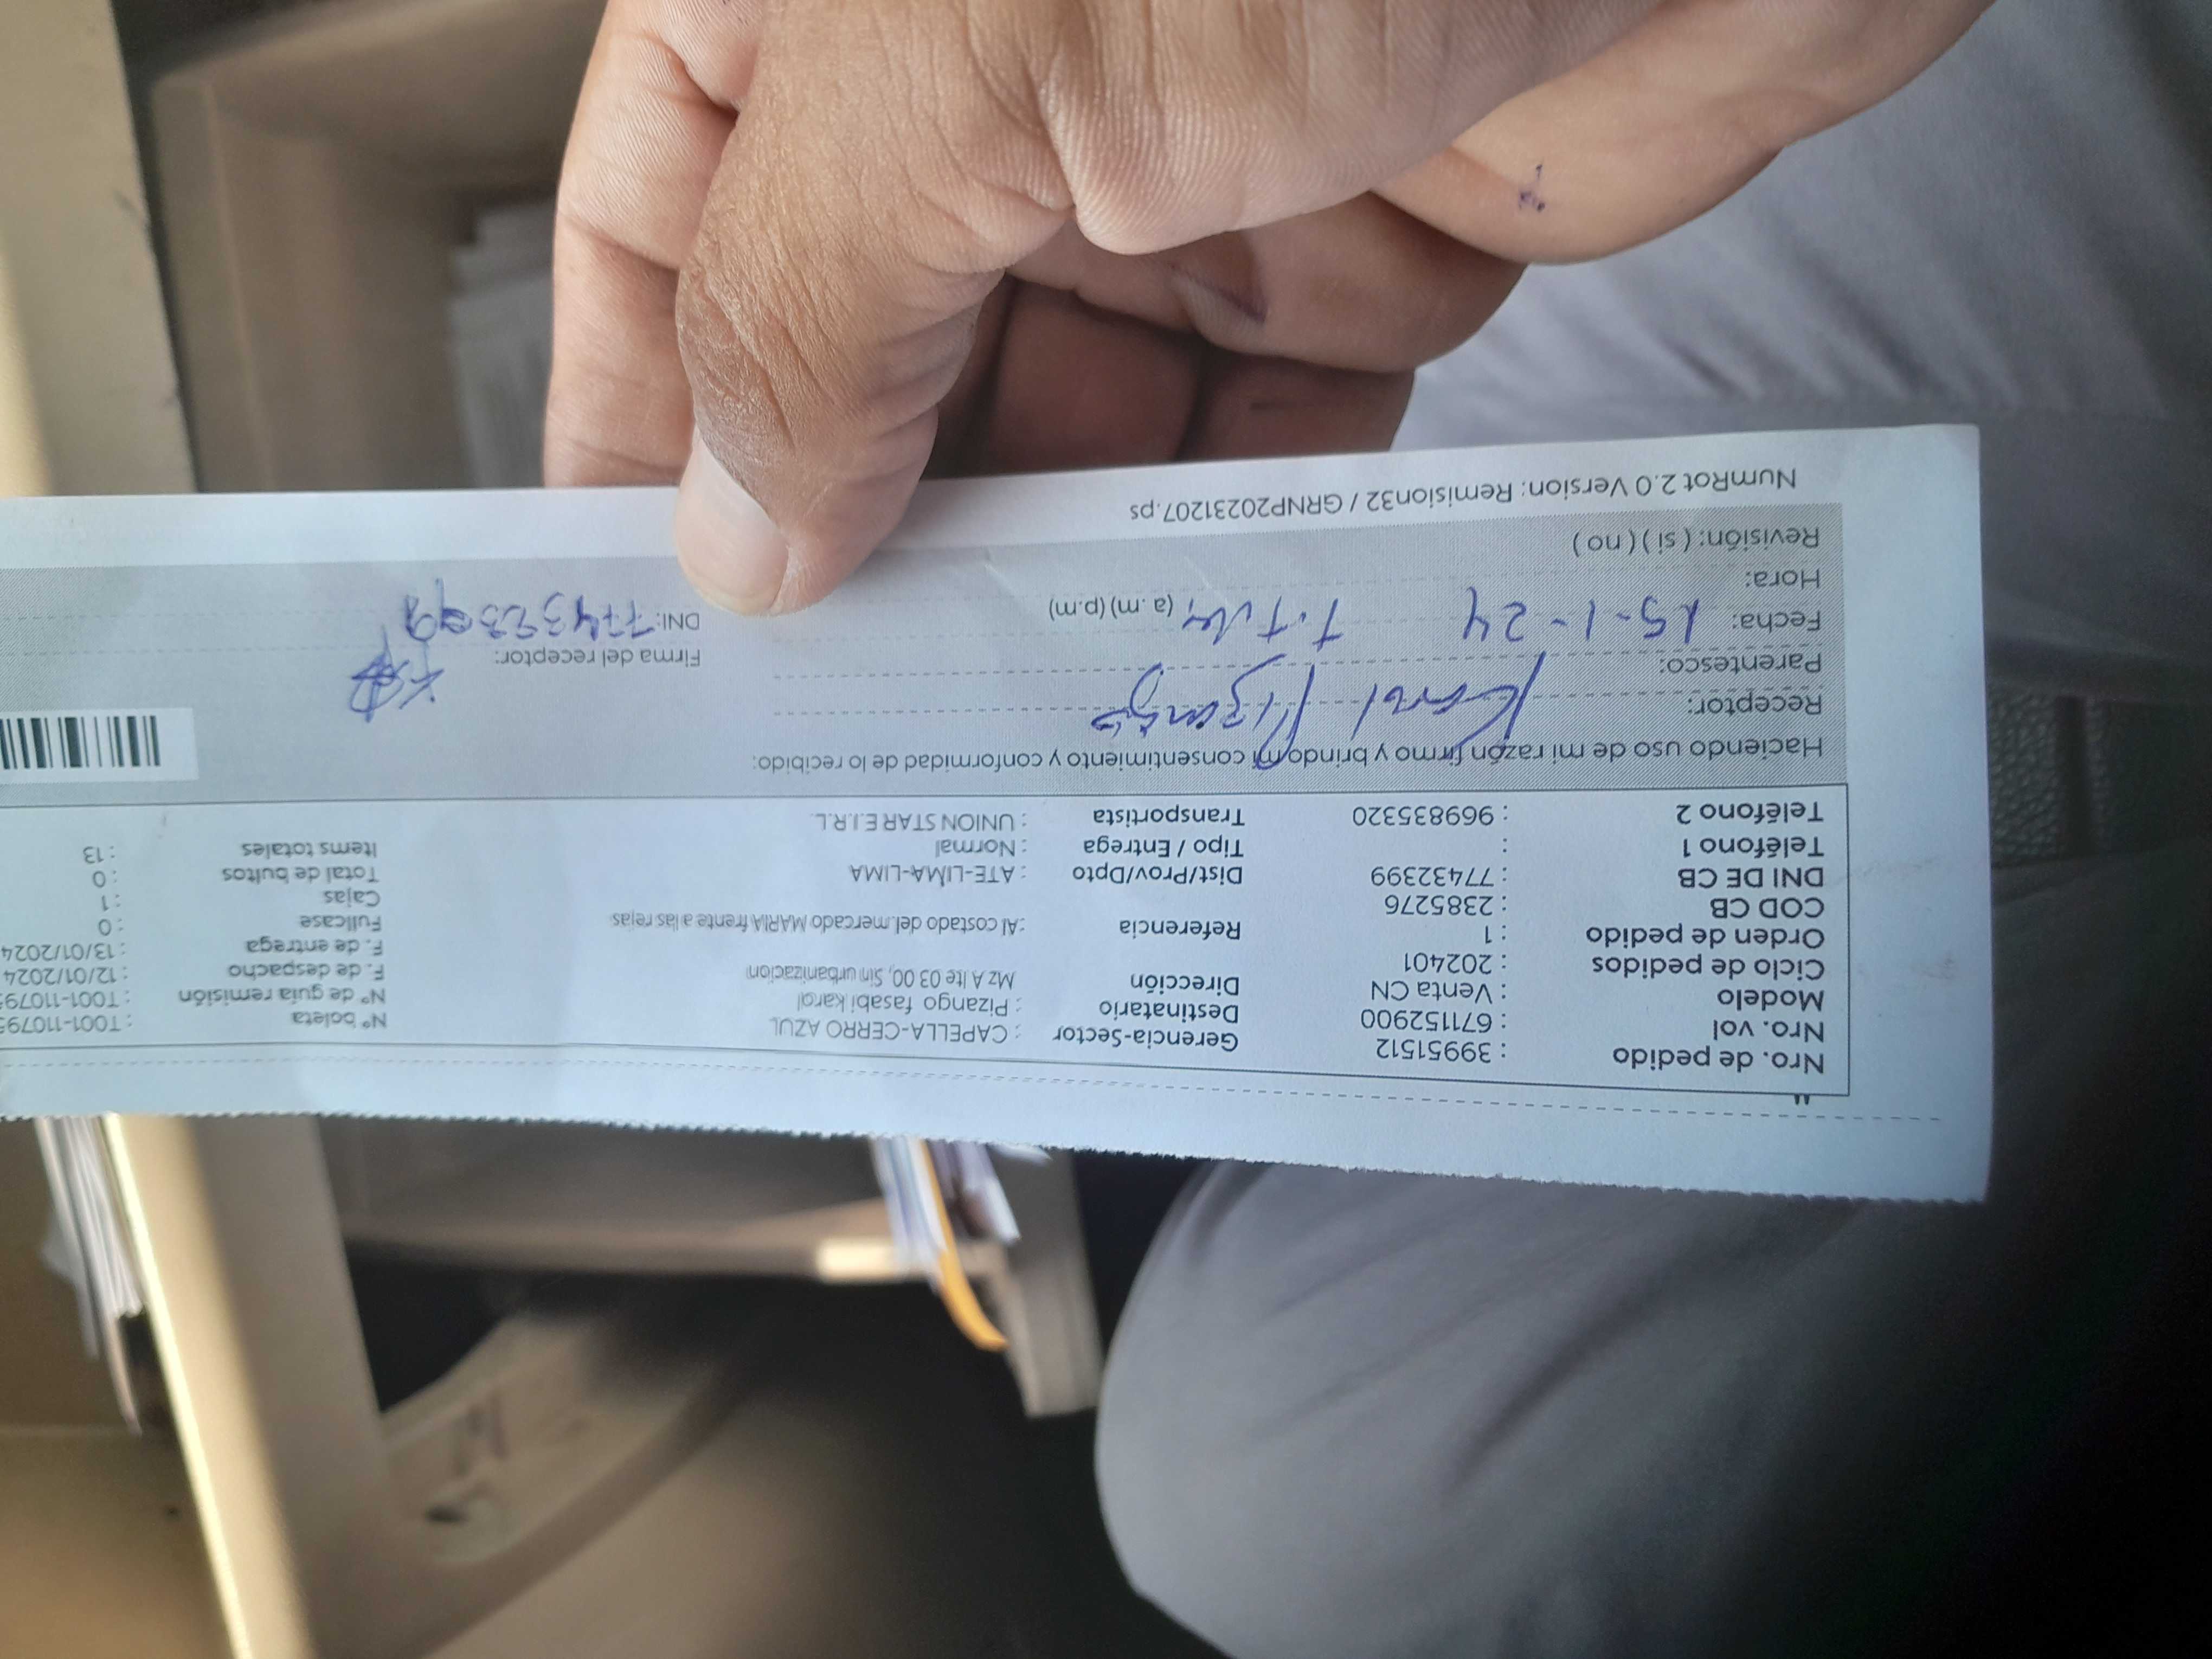 Nro. de pedido : 39951512 Gerencia-Sector : CAPELLA-CERRO AZUL Nº boleta : T001-11079
Nro. vol : 671152900 Destinatario : Pizango fasabi karal Nº de guia remisión : T001-11079
Modelo : Venta CN Dirección Mz A lte 03 00, Sin urbanizacion F. de despacho : 12/01/2024
Ciclo de pedidos : 202401 F. de entrega : 13/01/2024
Orden de pedido : 1 Referencia : Al costado del mercado MARIA frente a las rejas Fullcase : 0
COD CB : 2385276 Cajas : 1
DNI DE CB : 77432399 Dist/Prov/Dpto : ATE-LIMA-LIMA Total de bultos : 0
Teléfono 1 : Tipo / Entrega : Normal Items totales : 13
Teléfono 2 : 969835320 Transportista : UNION STAR E.I.R.L.
Haciendo uso de mi razón firmo y brindo mi consentimiento y conformidad de lo recibido:
Receptor: Karol Pizango
Parentesco: Firma del receptor:
Fecha: 15-1-24 DNI:
Hora: (a. m) (p.m)
Revisión: ( si ) ( no )
NumRot 2.0 Version: Remision32 / GRNP20231207.ps